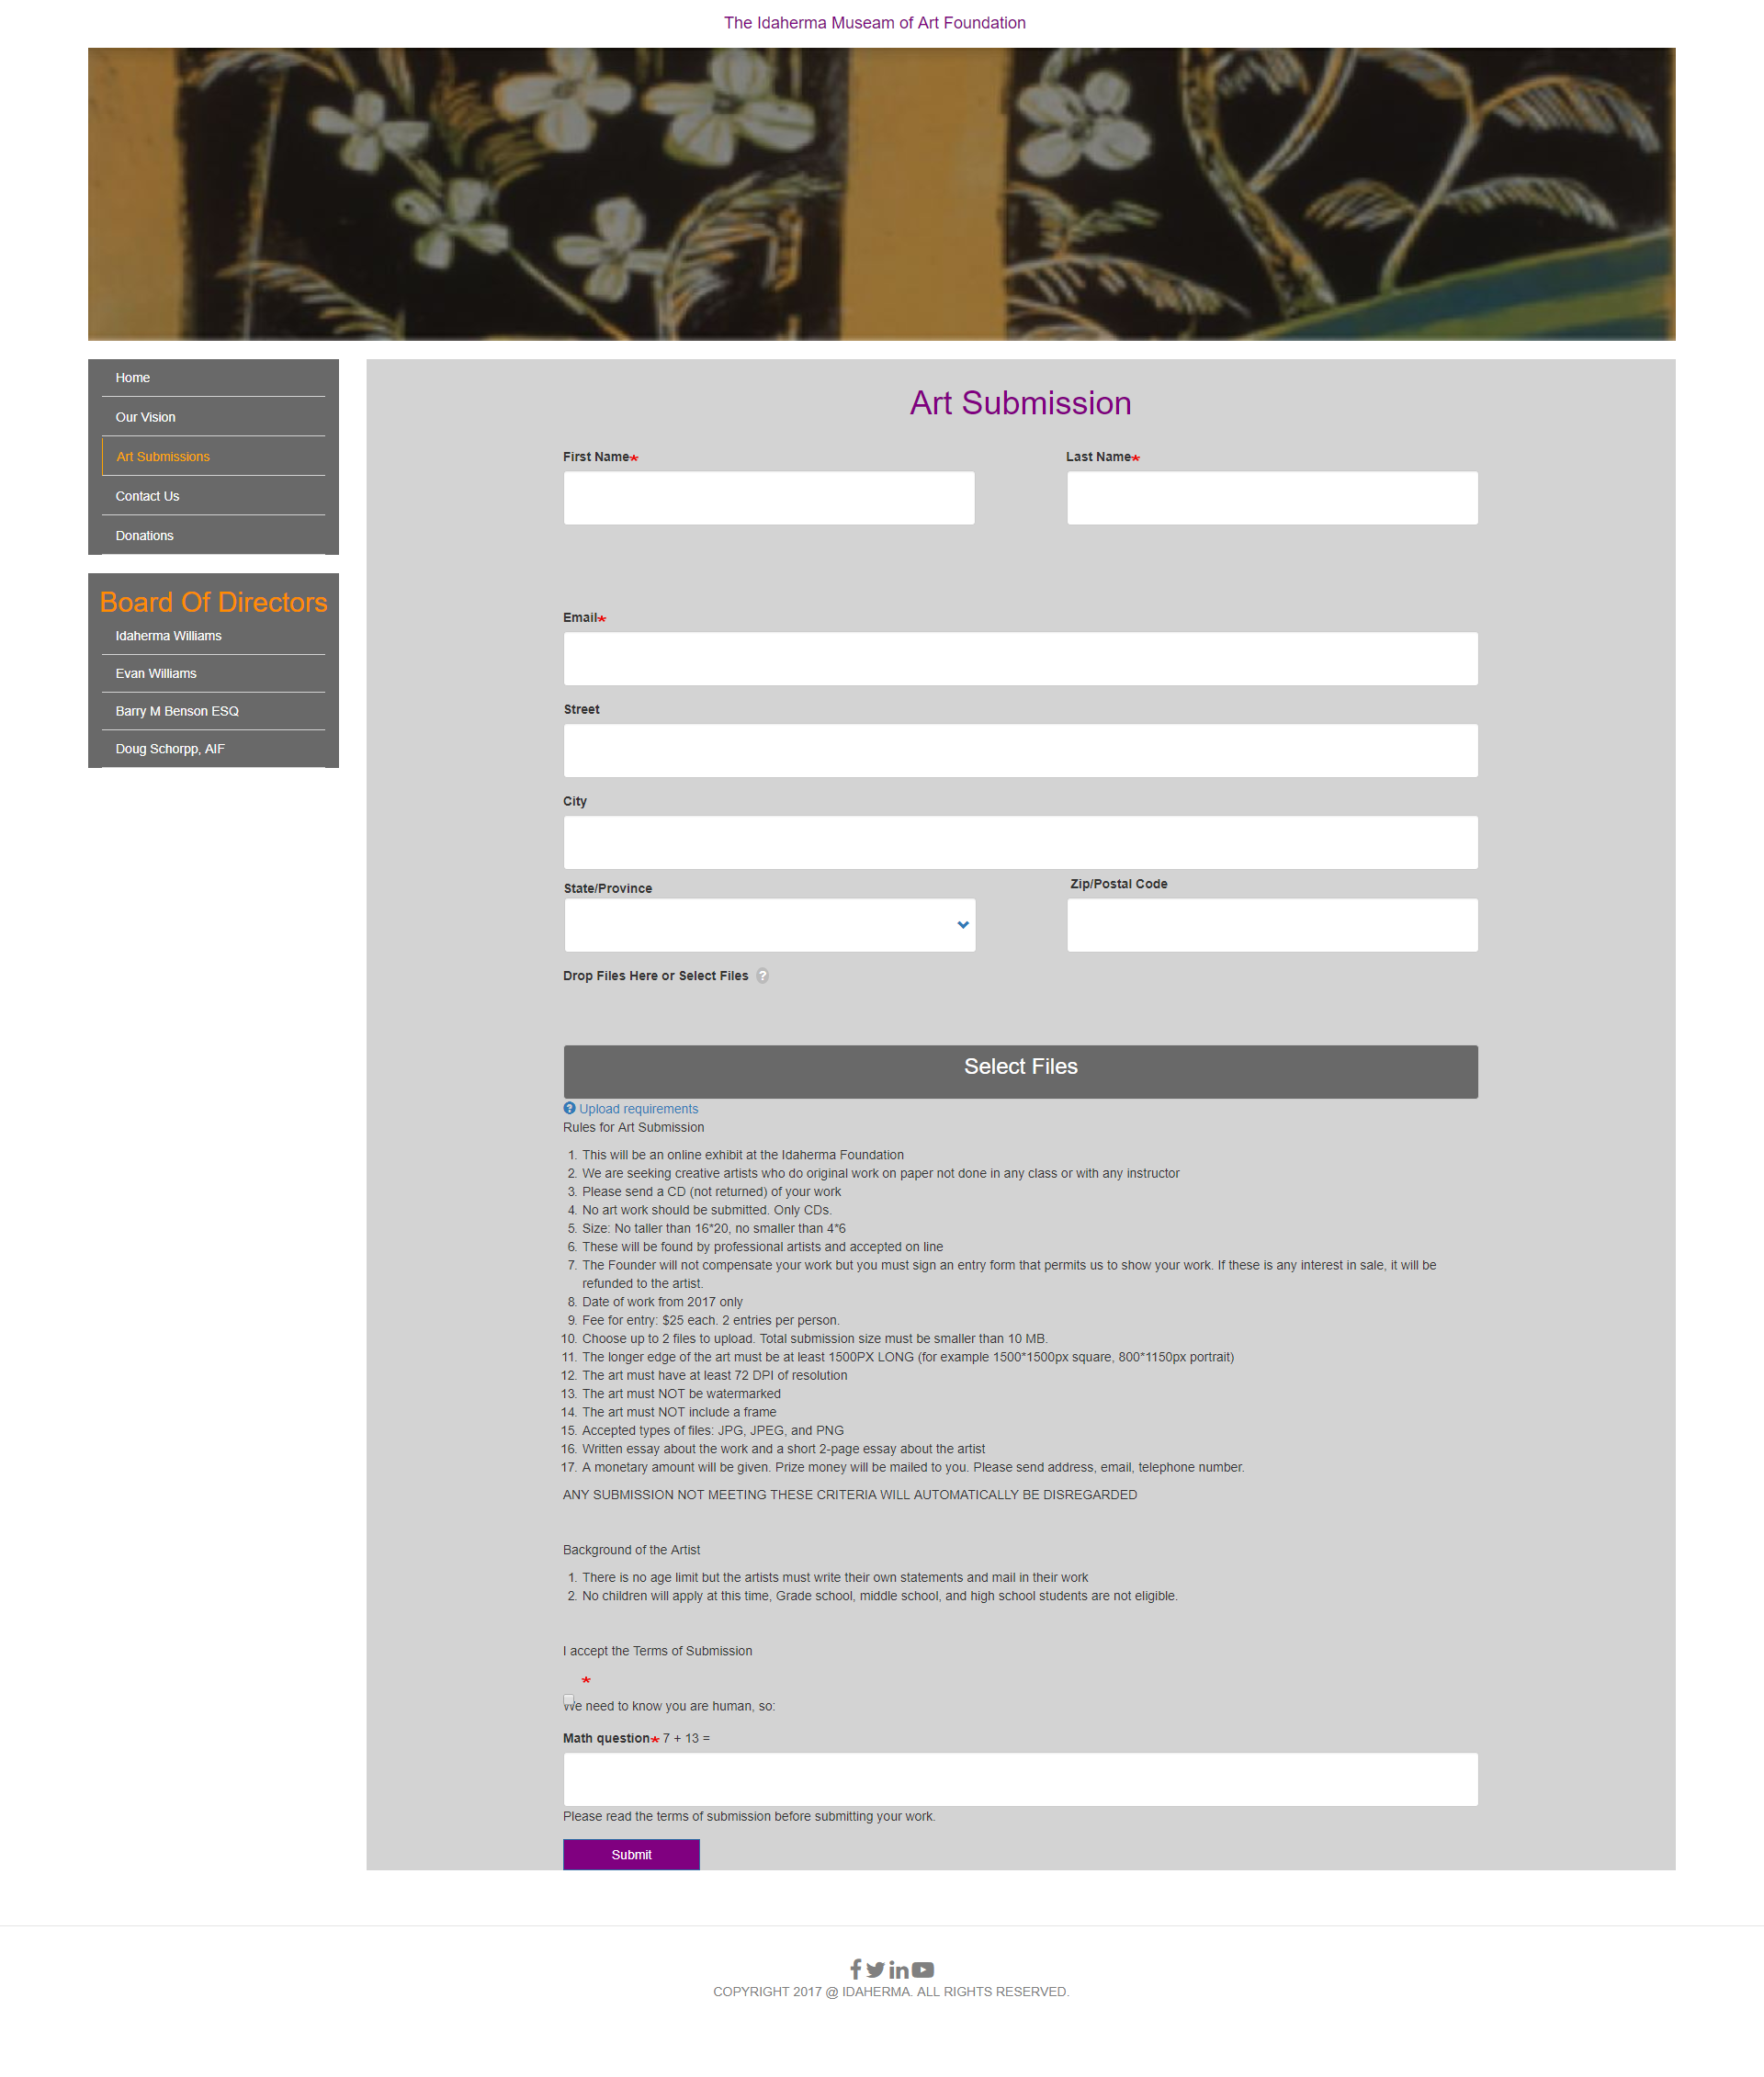 The Idaherma Museam of Art Foundation
Home
Our Vision
Art Submissions
Contact Us
Donations
Board Of Directors
Idaherma Williams
Evan Williams
Barry M Benson ESQ
Doug Schorpp, AIF
Art Submission
First Name*
Last Name*
Email*
Street
City
State/Province
Zip/Postal Code
Drop Files Here or Select Files ?
Select Files
? Upload requirements
Rules for Art Submission
1. This will be an online exhibit at the Idaherma Foundation
2. We are seeking creative artists who do original work on paper not done in any class or with any instructor
3. Please send a CD (not returned) of your work
4. No art work should be submitted. Only CDs.
5. Size: No taller than 16*20, no smaller than 4*6
6. These will be found by professional artists and accepted on line
7. The Founder will not compensate your work but you must sign an entry form that permits us to show your work. If these is any interest in sale, it will be
refunded to the artist.
8. Date of work from 2017 only
9. Fee for entry: $25 each. 2 entries per person.
10. Choose up to 2 files to upload. Total submission size must be smaller than 10 MB.
11. The longer edge of the art must be at least 1500PX LONG (for example 1500*1500px square, 800*1150px portrait)
12. The art must have at least 72 DPI of resolution
13. The art must NOT be watermarked
14. The art must NOT include a frame
15. Accepted types of files: JPG, JPEG, and PNG
16. Written essay about the work and a short 2-page essay about the artist
17. A monetary amount will be given. Prize money will be mailed to you. Please send address, email, telephone number.
ANY SUBMISSION NOT MEETING THESE CRITERIA WILL AUTOMATICALLY BE DISREGARDED
Background of the Artist
1. There is no age limit but the artists must write their own statements and mail in their work
2. No children will apply at this time, Grade school, middle school, and high school students are not eligible.
I accept the Terms of Submission
*
We need to know you are human, so:
Math question* 7 + 13 =
Please read the terms of submission before submitting your work.
Submit
COPYRIGHT 2017 @ IDAHERMA. ALL RIGHTS RESERVED.